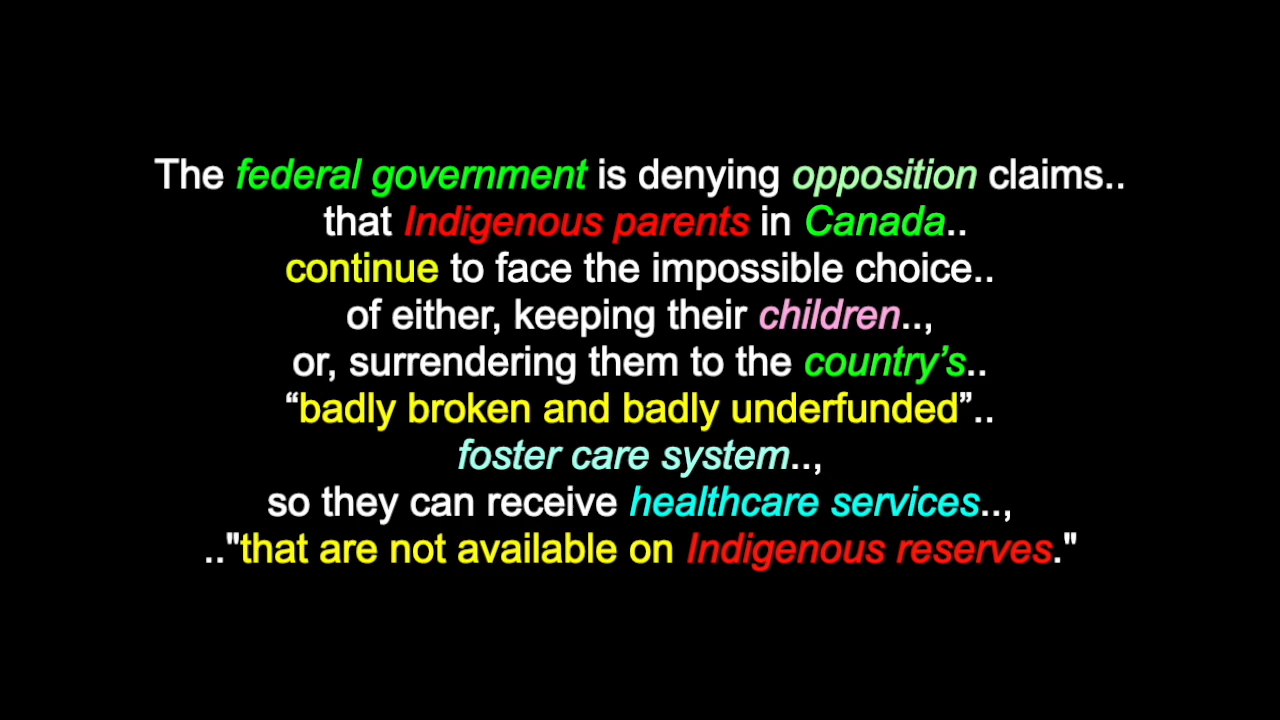 The federal government is denying opposition claims..
that Indigenous parents in Canada..
continue to face the impossible choice..
of either, keeping their children..,
or, surrendering them to the country’s..
“badly broken and badly underfunded”..
foster care system..,
so they can receive healthcare services..,
.."that are not available on Indigenous reserves."